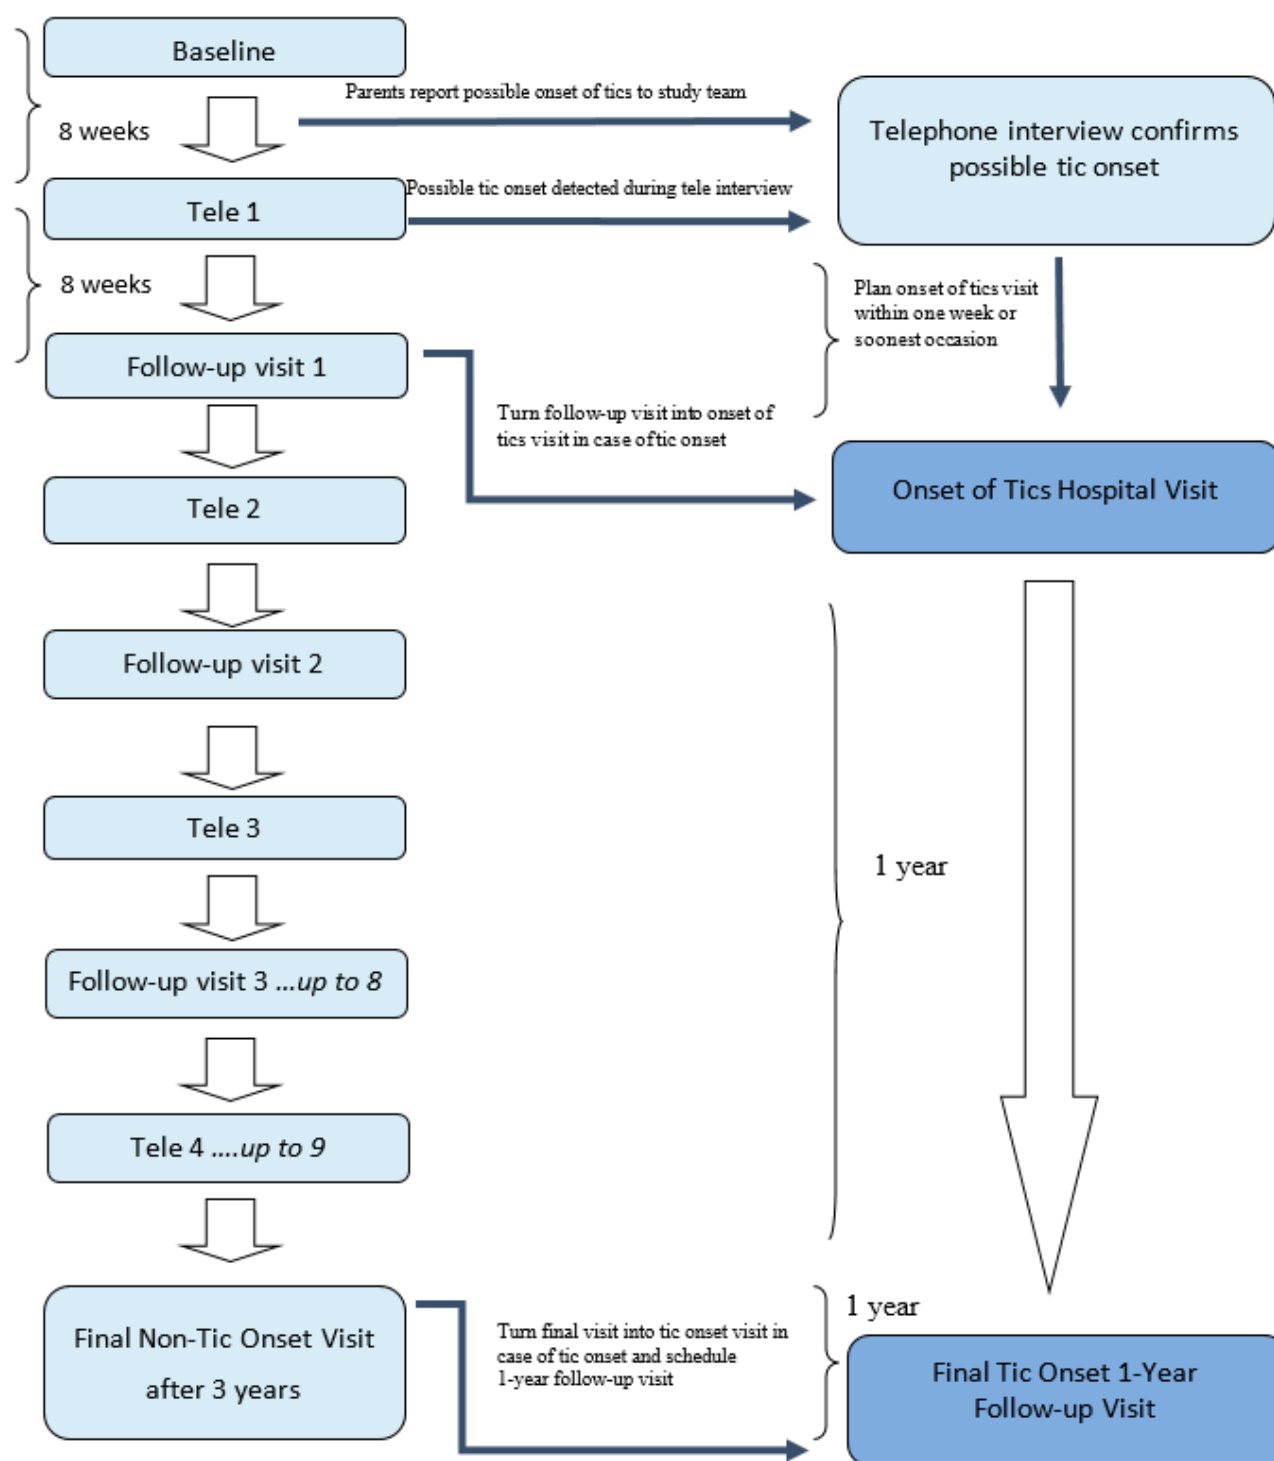 Baseline
Parents report possible onset of tics to study team
8 weeks
Telephone interview confirms
possible tic onset
Possible tic onset detected during tele interview
Tele 1
8 weeks
Plan onset of tics visit
within one week or
soonest occasion
Follow-up visit 1
Turn follow-up visit into onset of
tics visit in case of tic onset
Onset of Tics Hospital Visit
Tele 2
Follow-up visit 2
Tele 3
1 year
Follow-up visit 3 ...up to 8
Tele 4 ....up to 9
Final Non-Tic Onset Visit
after 3 years
Turn final visit into tic onset visit in
case of tic onset and schedule
1-year follow-up visit
1 year
Final Tic Onset 1-Year
Follow-up Visit